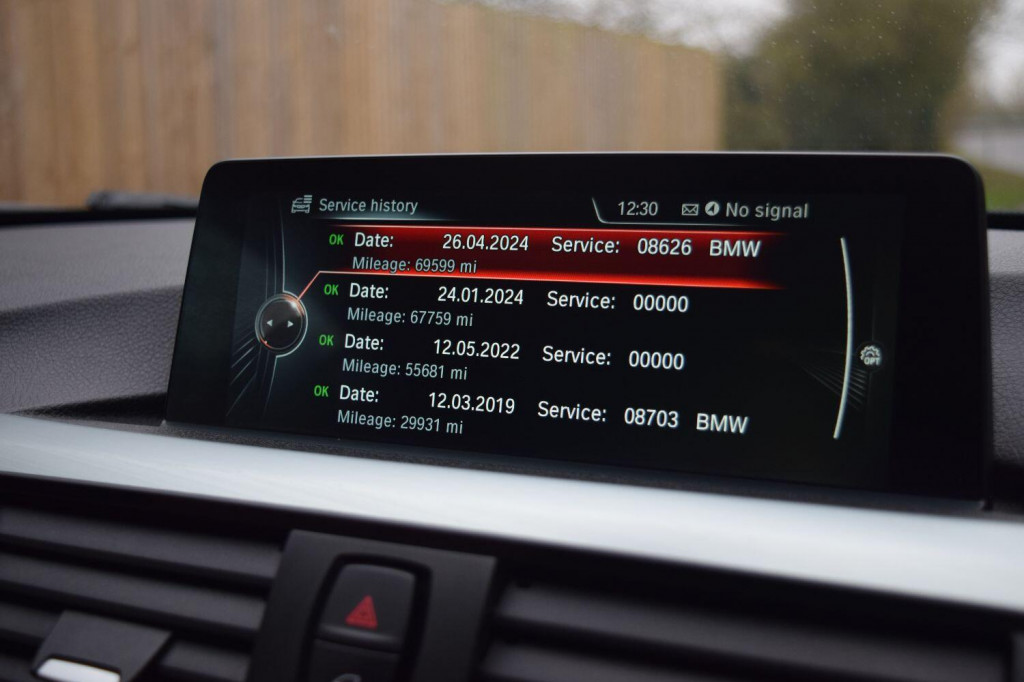 Service history 12:30 No signal
OK Date: 26.04.2024 Service: 08626 BMW
Mileage: 69599 mi
OK Date: 24.01.2024 Service: 00000
Mileage: 67759 mi
OK Date: 12.05.2022 Service: 00000
Mileage: 55681 mi
OK Date: 12.03.2019 Service: 08703 BMW
Mileage: 29931 mi
OPT